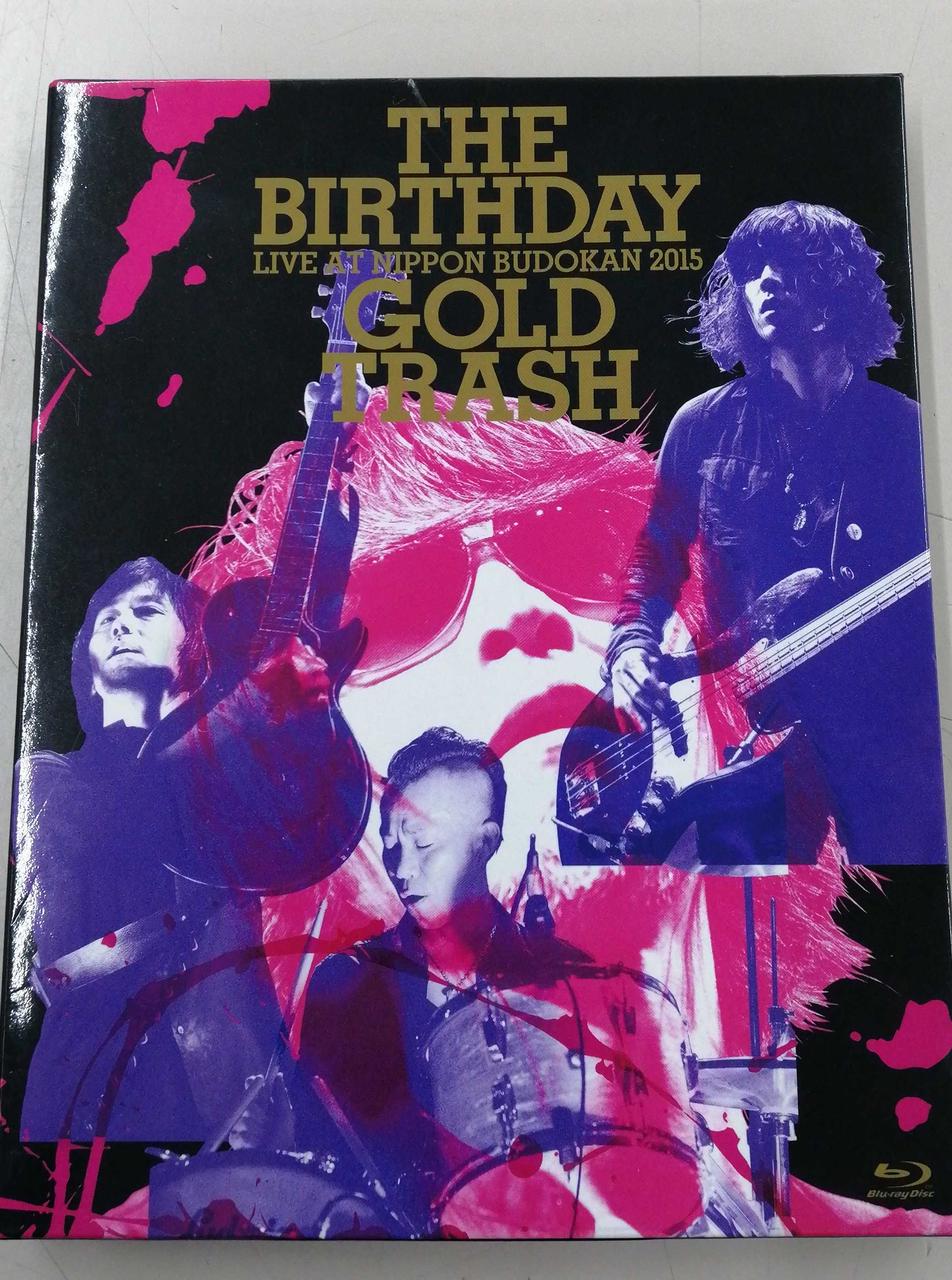 THE
BIRTHDAY
LIVE AT NIPPON BUDOKAN 2015
GOLD
TRASH
Blu-ray Disc